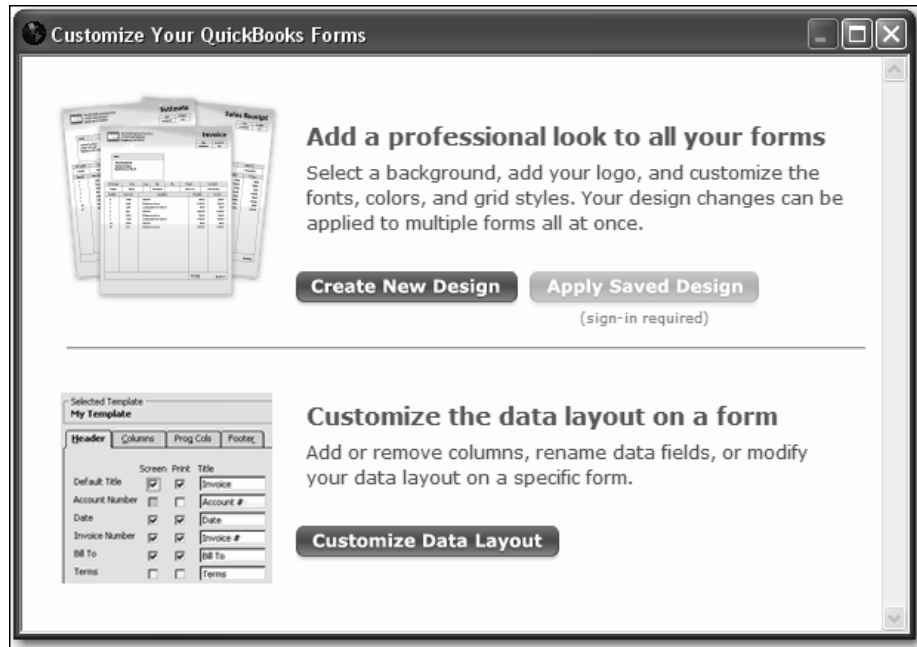 Customize Your QuickBooks Forms
Estimate
Sales Receipt
Invoice
Add a professional look to all your forms
Select a background, add your logo, and customize the
fonts, colors, and grid styles. Your design changes can be
applied to multiple forms all at once.
Create New Design Apply Saved Design
(sign-in required)
Selected Template
My Template
Header Columns Prog Cols Footer
Screen Print Title
Default Title Invoice
Account Number Account #
Date Date
Invoice Number Invoice #
Bill To Bill To
Terms Terms
Customize the data layout on a form
Add or remove columns, rename data fields, or modify
your data layout on a specific form.
Customize Data Layout